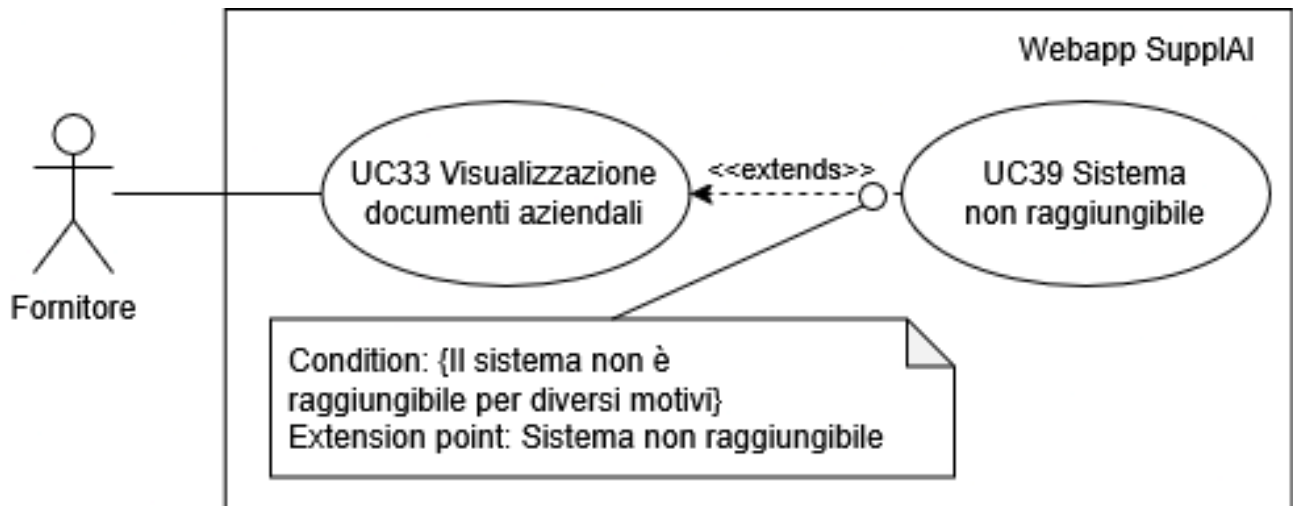 Webapp SupplAI
UC33 Visualizzazione
documenti aziendali
<<extends>>
UC39 Sistema
non raggiungibile
Fornitore
Condition: {Il sistema non è
raggiungibile per diversi motivi}
Extension point: Sistema non raggiungibile